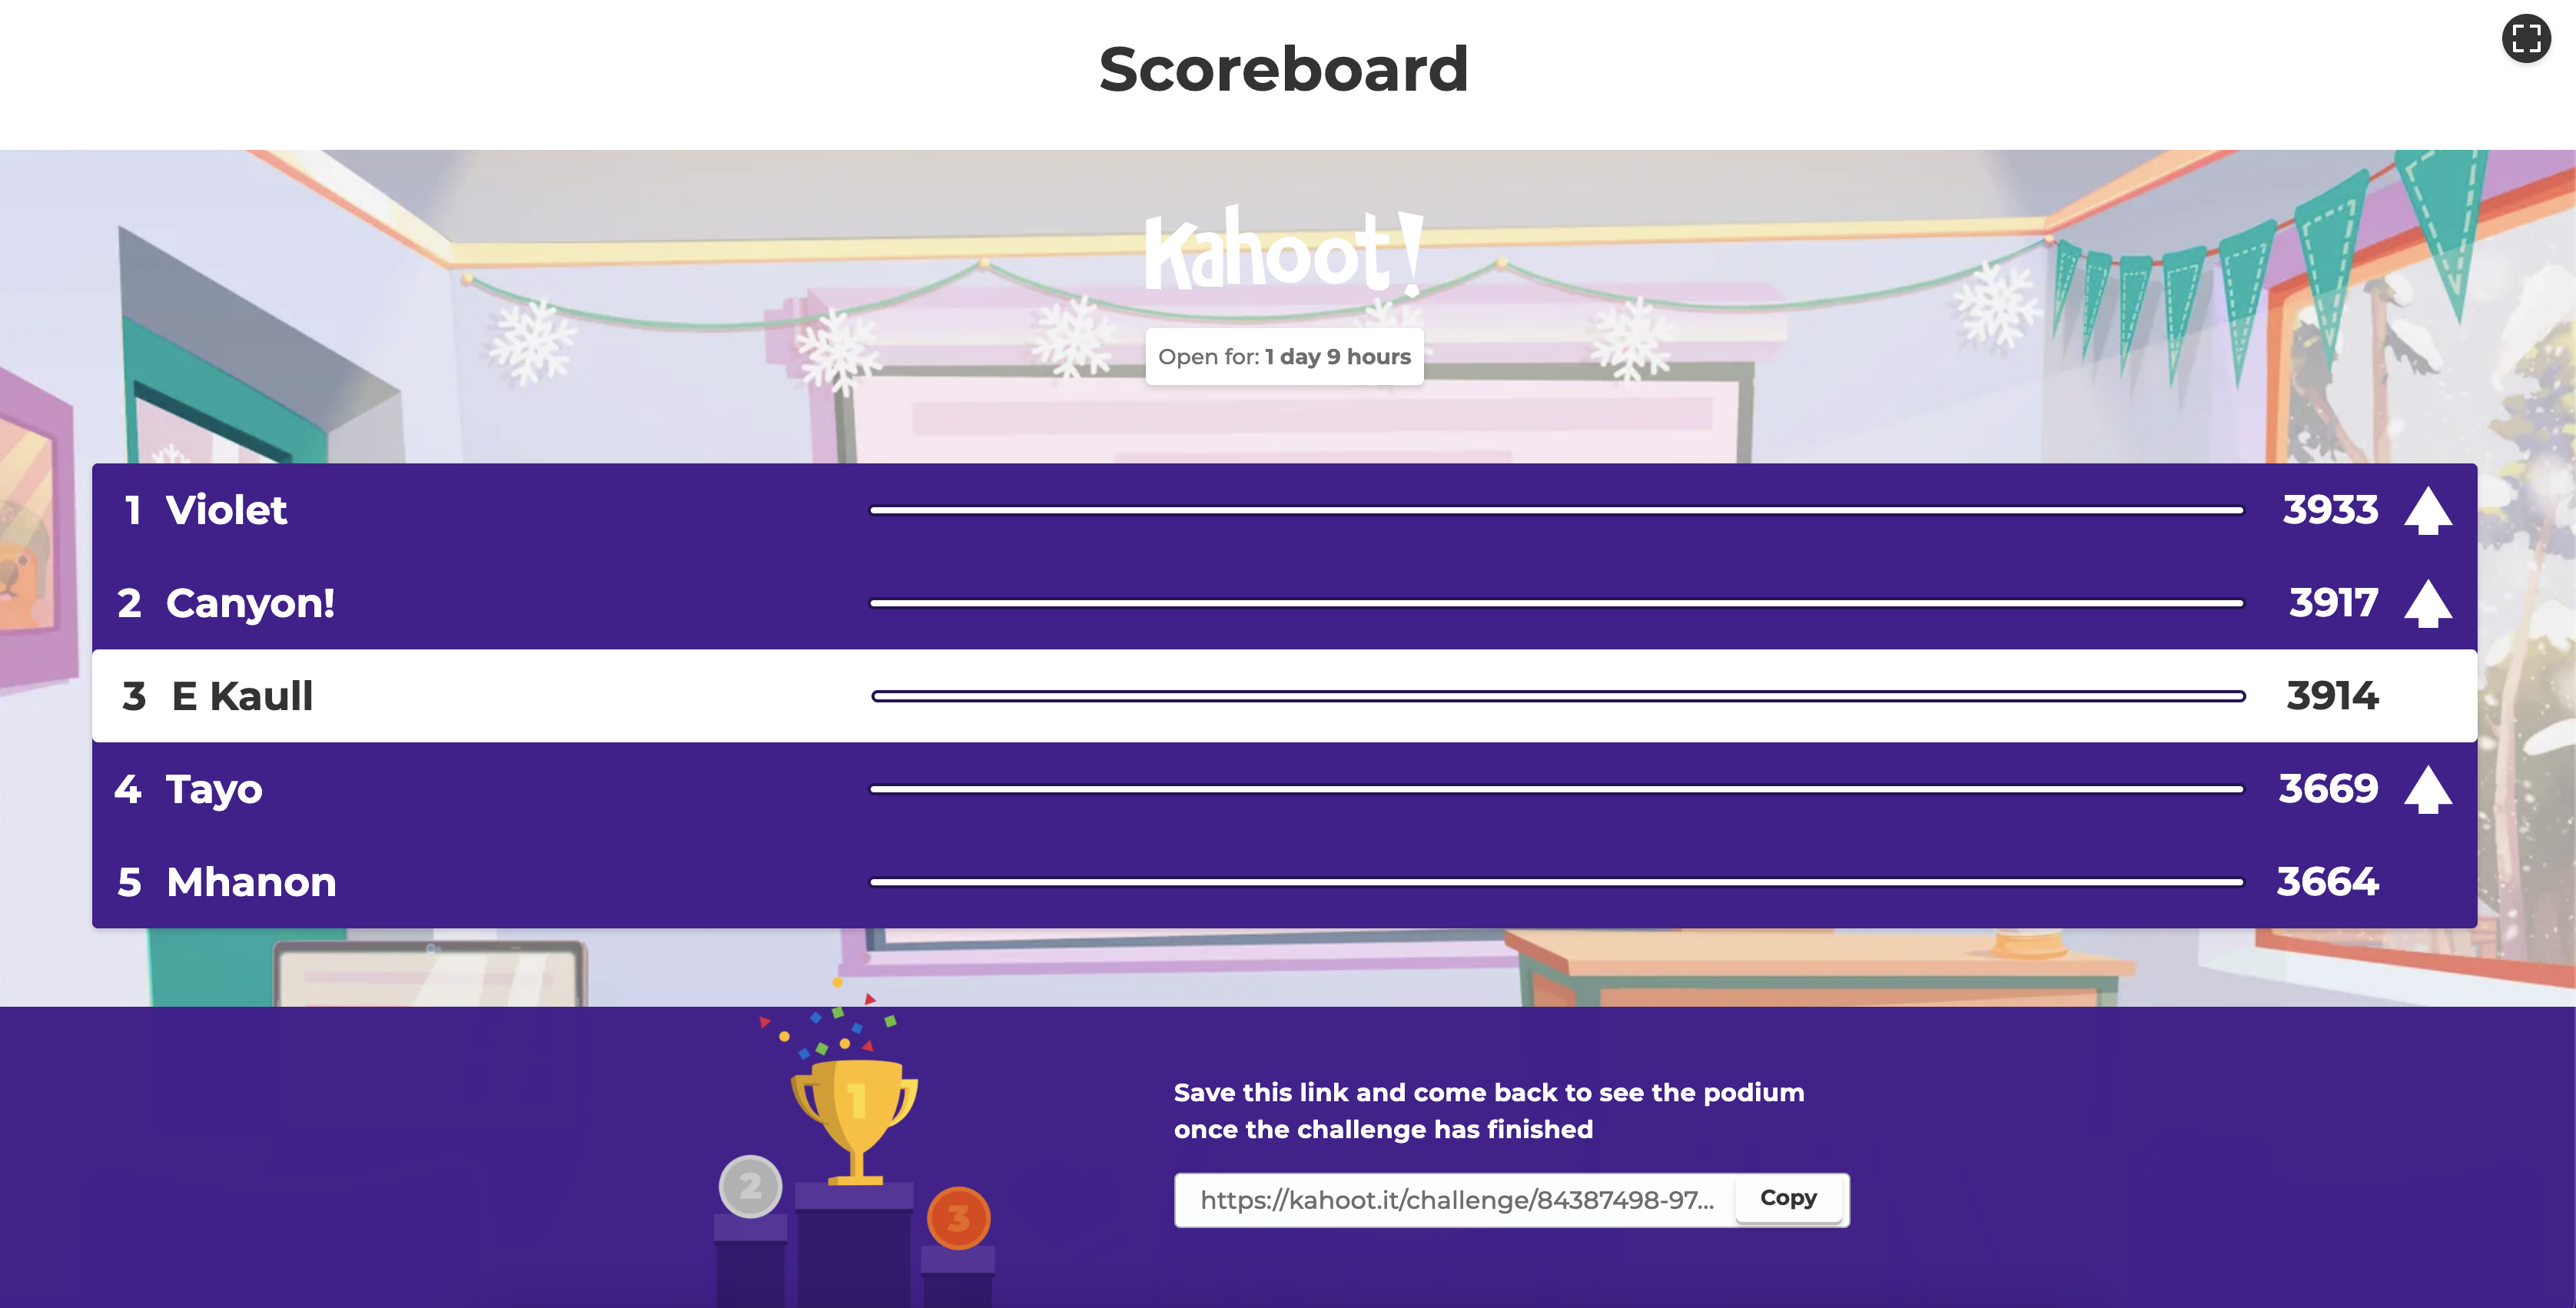 Scoreboard
Kahoot!
Open for: 1 day 9 hours
1 Violet 3933
2 Canyon! 3917
3 E Kaull 3914
4 Tayo 3669
5 Mhanon 3664
1
2
3
Save this link and come back to see the podium
once the challenge has finished
https://kahoot.it/challenge/84387498-97... Copy